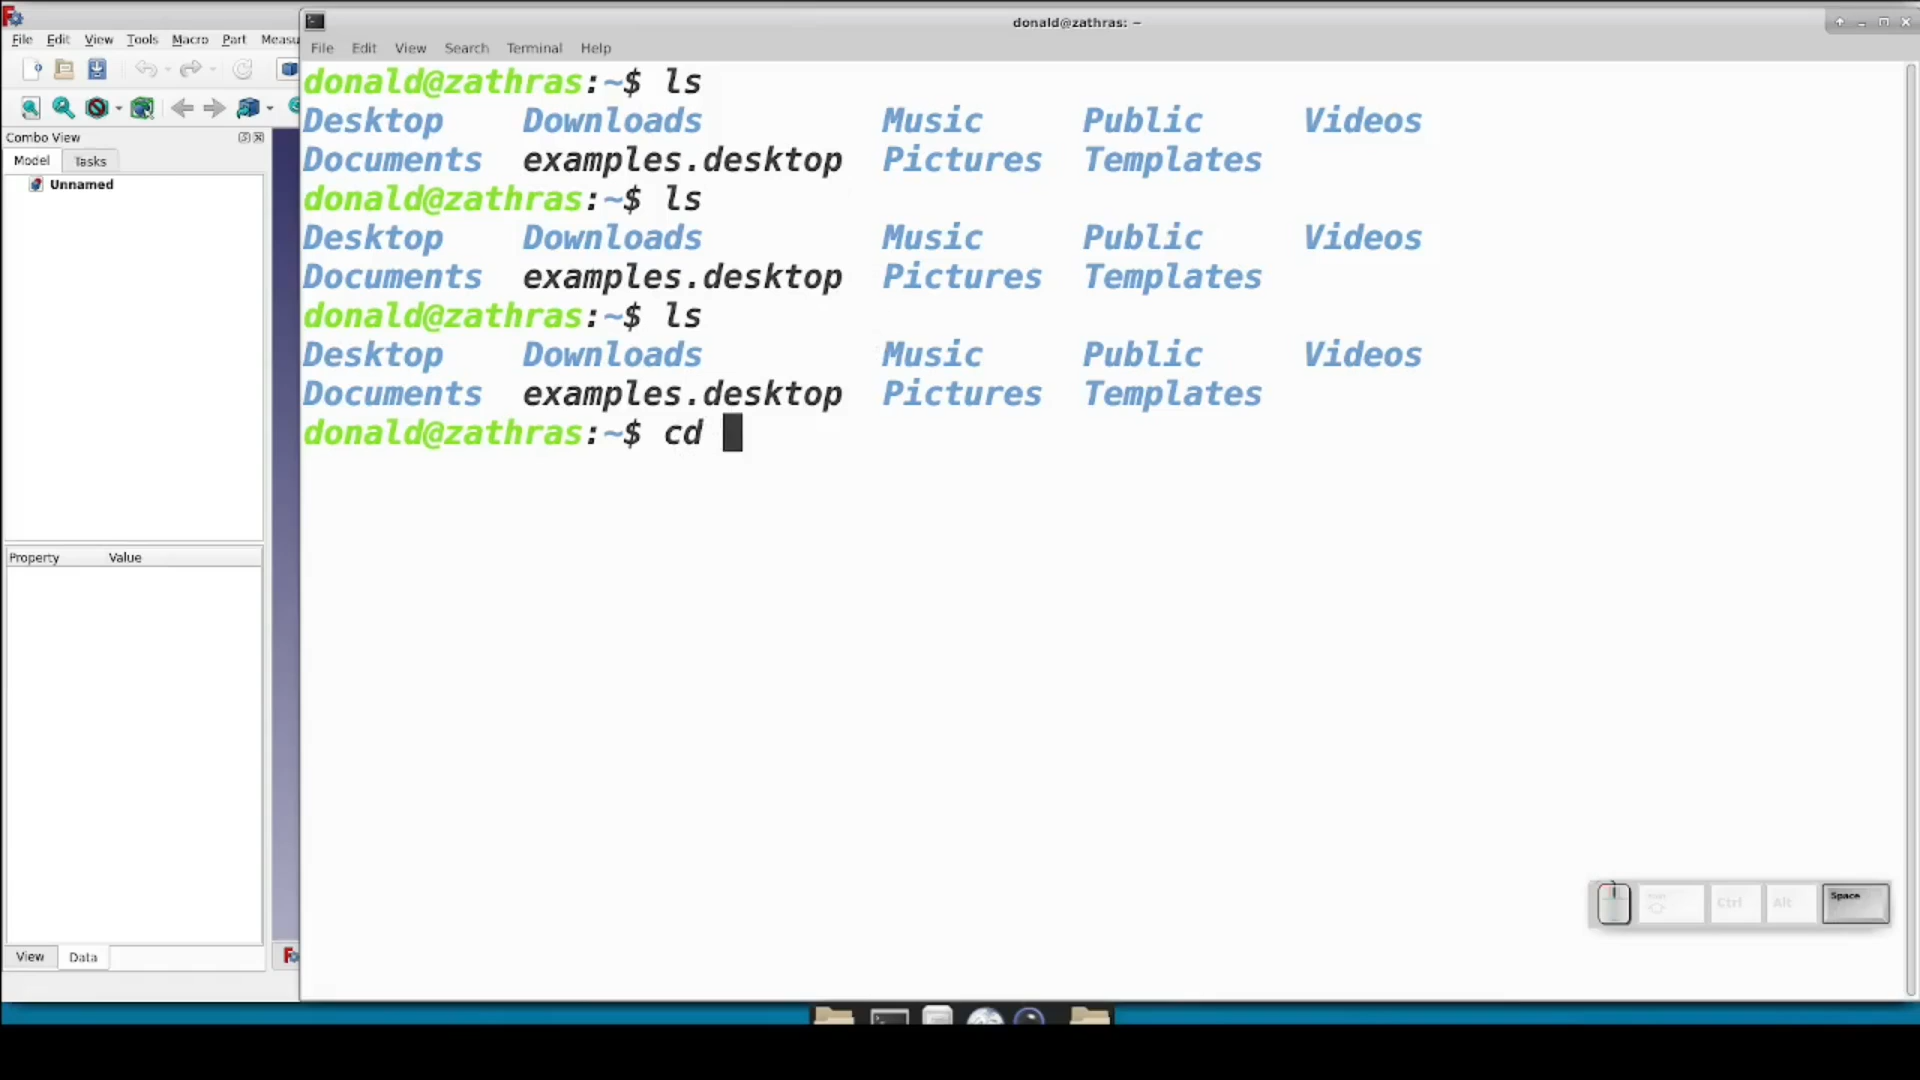 donald@zathras: ~
File Edit View Tools Macro Part Measu
File Edit View Search Terminal Help
Combo View
Model Tasks
Unnamed
Property Value
View Data
donald@zathras:~$ ls
Desktop Downloads Music Public Videos
Documents examples.desktop Pictures Templates
donald@zathras:~$ ls
Desktop Downloads Music Public Videos
Documents examples.desktop Pictures Templates
donald@zathras:~$ ls
Desktop Downloads Music Public Videos
Documents examples.desktop Pictures Templates
donald@zathras:~$ cd
Ctrl Alt Space